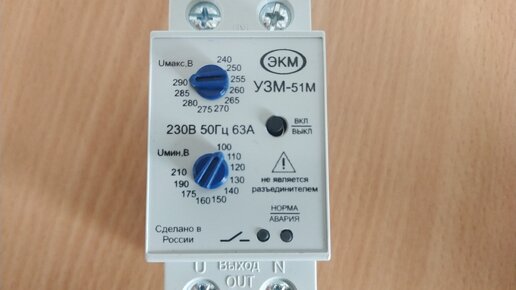 ЭКМ
УЗМ-51М
Uмакс,В
240
250
255
260
265
270
275
280
285
290
230В 50Гц 63А
ВКЛ
ВЫКЛ
Uмин,В
100
110
120
130
140
150
160
175
190
210
не является
разъединителем
НОРМА
АВАРИЯ
Сделано в
России
U Выход N
OUT